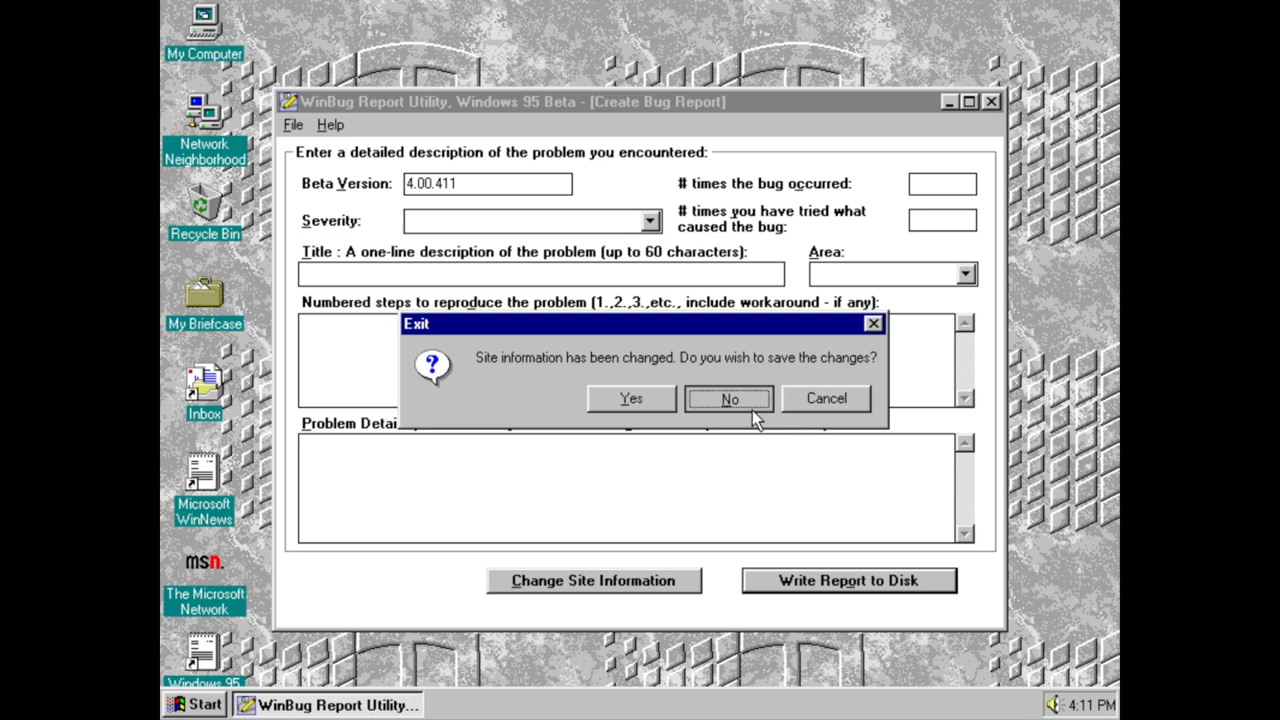 My Computer
Network
Neighborhood
Recycle Bin
My Briefcase
Inbox
Microsoft
WinNews
msn.
The Microsoft
Network
Windows 95
WinBug Report Utility, Windows 95 Beta - [Create Bug Report]
File Help
Enter a detailed description of the problem you encountered:
Beta Version: 4.00.411
# times the bug occurred:
Severity:
# times you have tried what
caused the bug:
Title : A one-line description of the problem (up to 60 characters):
Area:
Numbered steps to reproduce the problem (1.,2.,3.,etc., include workaround - if any):
Exit
Site information has been changed. Do you wish to save the changes?
Yes No Cancel
Problem Detai
Change Site Information Write Report to Disk
Start WinBug Report Utility... 4:11 PM